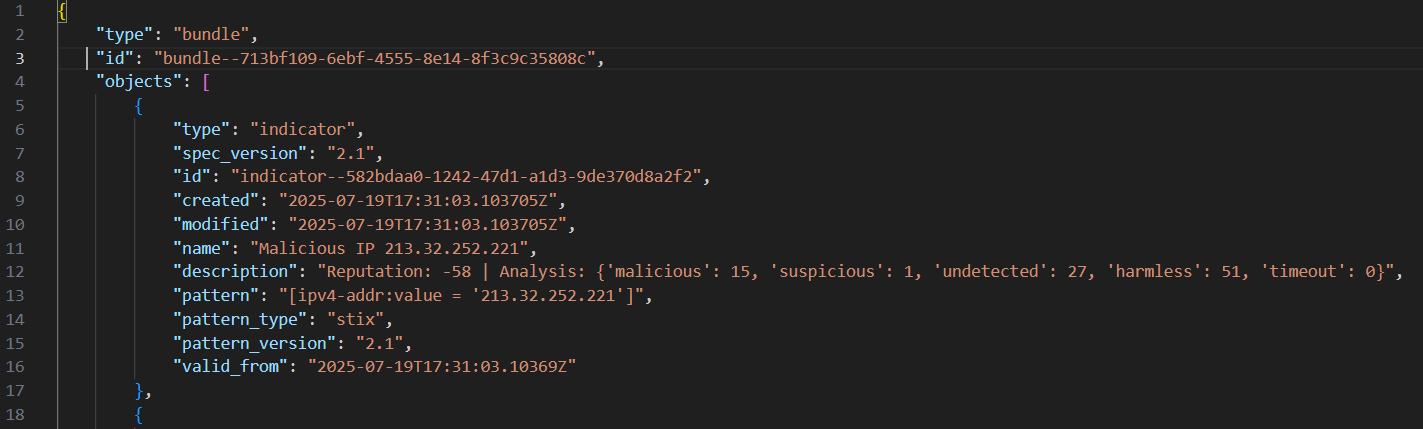 1 {
2 "type": "bundle",
3 "id": "bundle--713bf109-6ebf-4555-8e14-8f3c9c35808c",
4 "objects": [
5 {
6 "type": "indicator",
7 "spec_version": "2.1",
8 "id": "indicator--582bdaa0-1242-47d1-a1d3-9de370d8a2f2",
9 "created": "2025-07-19T17:31:03.103705Z",
10 "modified": "2025-07-19T17:31:03.103705Z",
11 "name": "Malicious IP 213.32.252.221",
12 "description": "Reputation: -58 | Analysis: {'malicious': 15, 'suspicious': 1, 'undetected': 27, 'harmless': 51, 'timeout': 0}",
13 "pattern": "[ipv4-addr:value = '213.32.252.221']",
14 "pattern_type": "stix",
15 "pattern_version": "2.1",
16 "valid_from": "2025-07-19T17:31:03.10369Z"
17 },
18 {